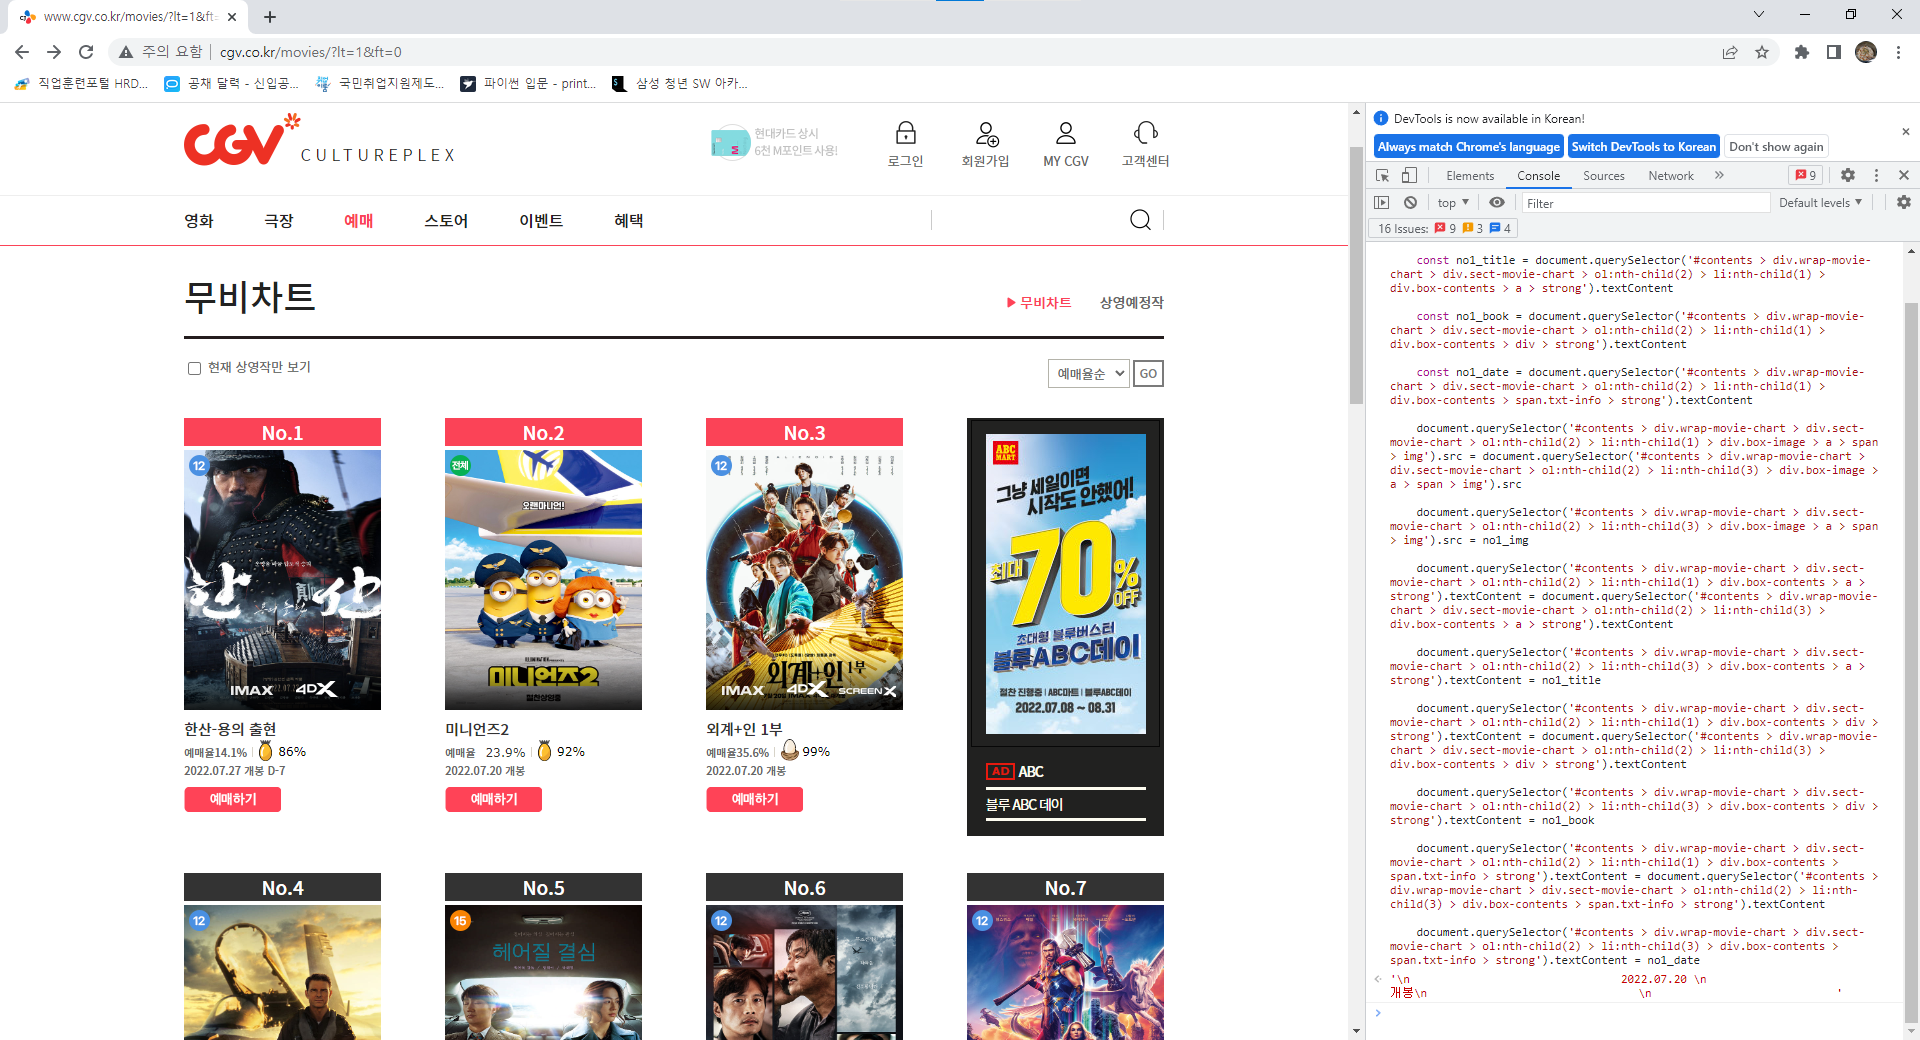 www.cgv.co.kr/movies/?lt=1&ft=
주의 요함
cgv.co.kr/movies/?lt=1&ft=0
직업훈련포털 HRD...
공채 달력 - 신입공...
국민취업지원제도...
파이썬 입문 - print...
삼성 청년 SW 아카...
CGV
CULTUREPLEX
현대카드 상시
6천 M포인트 사용!
로그인
회원가입
MY CGV
고객센터
영화
극장
예매
스토어
이벤트
혜택
무비차트
무비차트
상영예정작
현재 상영작만 보기
예매율순
GO
No.1
12
한산
IMAX 4DX
한산-용의 출현
예매율14.1%
86%
2022.07.27 개봉 D-7
예매하기
No.2
전체
오랜마니언!
미니언즈2
절찬상영중
미니언즈2
예매율 23.9%
92%
2022.07.20 개봉
예매하기
No.3
12
외계+인 1부
IMAX 4DX SCREENX
외계+인 1부
예매율35.6%
99%
2022.07.20 개봉
예매하기
ABC
MART
그냥 세일이면
시작도 안했어!
최대
70%
OFF
초대형 블루버스터
블루ABC데이
절찬 진행중 | ABC마트 | 블루ABC데이
2022.07.08 ~ 08.31
AD ABC
블루 ABC 데이
No.4
12
No.5
15
헤어질 결심
No.6
12
No.7
12
DevTools is now available in Korean!
Always match Chrome's language
Switch DevTools to Korean
Don't show again
Elements
Console
Sources
Network
9
top
Filter
Default levels
16 Issues: 9 3 4
const no1_title = document.querySelector('#contents > div.wrap-movie-
chart > div.sect-movie-chart > ol:nth-child(2) > li:nth-child(1) >
div.box-contents > a > strong').textContent
const no1_book = document.querySelector('#contents > div.wrap-movie-
chart > div.sect-movie-chart > ol:nth-child(2) > li:nth-child(1) >
div.box-contents > div > strong').textContent
const no1_date = document.querySelector('#contents > div.wrap-movie-
chart > div.sect-movie-chart > ol:nth-child(2) > li:nth-child(1) >
div.box-contents > span.txt-info > strong').textContent
document.querySelector('#contents > div.wrap-movie-chart > div.sect-
movie-chart > ol:nth-child(2) > li:nth-child(1) > div.box-image > a > span
> img').src = document.querySelector('#contents > div.wrap-movie-chart >
div.sect-movie-chart > ol:nth-child(2) > li:nth-child(3) > div.box-image >
a > span > img').src
document.querySelector('#contents > div.wrap-movie-chart > div.sect-
movie-chart > ol:nth-child(2) > li:nth-child(3) > div.box-image > a > span
> img').src = no1_img
document.querySelector('#contents > div.wrap-movie-chart > div.sect-
movie-chart > ol:nth-child(2) > li:nth-child(1) > div.box-contents > a >
strong').textContent = document.querySelector('#contents > div.wrap-movie-
chart > div.sect-movie-chart > ol:nth-child(2) > li:nth-child(3) >
div.box-contents > a > strong').textContent
document.querySelector('#contents > div.wrap-movie-chart > div.sect-
movie-chart > ol:nth-child(2) > li:nth-child(3) > div.box-contents > a >
strong').textContent = no1_title
document.querySelector('#contents > div.wrap-movie-chart > div.sect-
movie-chart > ol:nth-child(2) > li:nth-child(1) > div.box-contents > div >
strong').textContent = document.querySelector('#contents > div.wrap-movie-
chart > div.sect-movie-chart > ol:nth-child(2) > li:nth-child(3) >
div.box-contents > div > strong').textContent
document.querySelector('#contents > div.wrap-movie-chart > div.sect-
movie-chart > ol:nth-child(2) > li:nth-child(3) > div.box-contents > div >
strong').textContent = no1_book
document.querySelector('#contents > div.wrap-movie-chart > div.sect-
movie-chart > ol:nth-child(2) > li:nth-child(1) > div.box-contents >
span.txt-info > strong').textContent = document.querySelector('#contents >
div.wrap-movie-chart > div.sect-movie-chart > ol:nth-child(2) > li:nth-
child(3) > div.box-contents > span.txt-info > strong').textContent
document.querySelector('#contents > div.wrap-movie-chart > div.sect-
movie-chart > ol:nth-child(2) > li:nth-child(3) > div.box-contents >
span.txt-info > strong').textContent = no1_date
'\n 2022.07.20 \n
개봉\n \n '